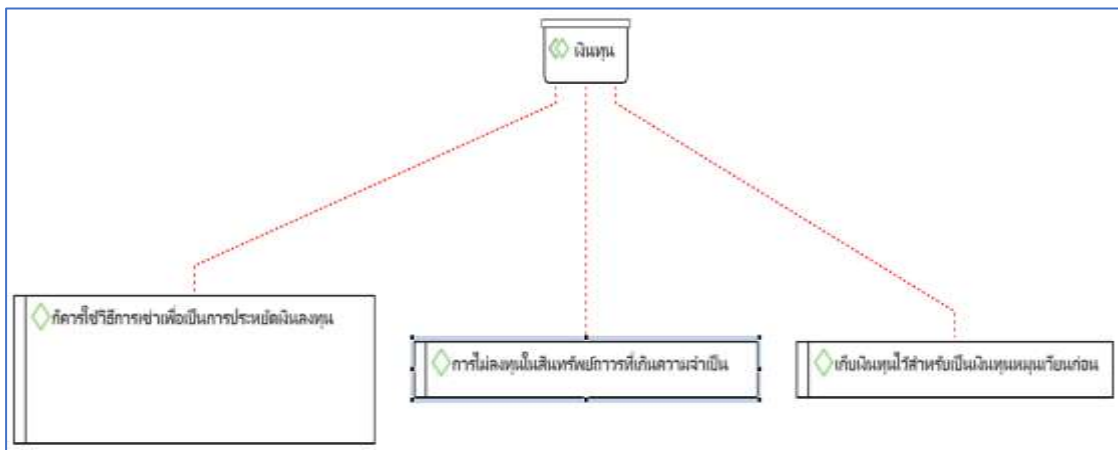 เงินทุน
ก็ควรใช้วิธีการเช่าเพื่อเป็นการประหยัดเงินลงทุน
การไม่ลงทุนในสินทรัพย์ถาวรที่เกินความจำเป็น
เก็บเงินทุนไว้สำหรับเป็นเงินทุนหมุนเวียนก่อน